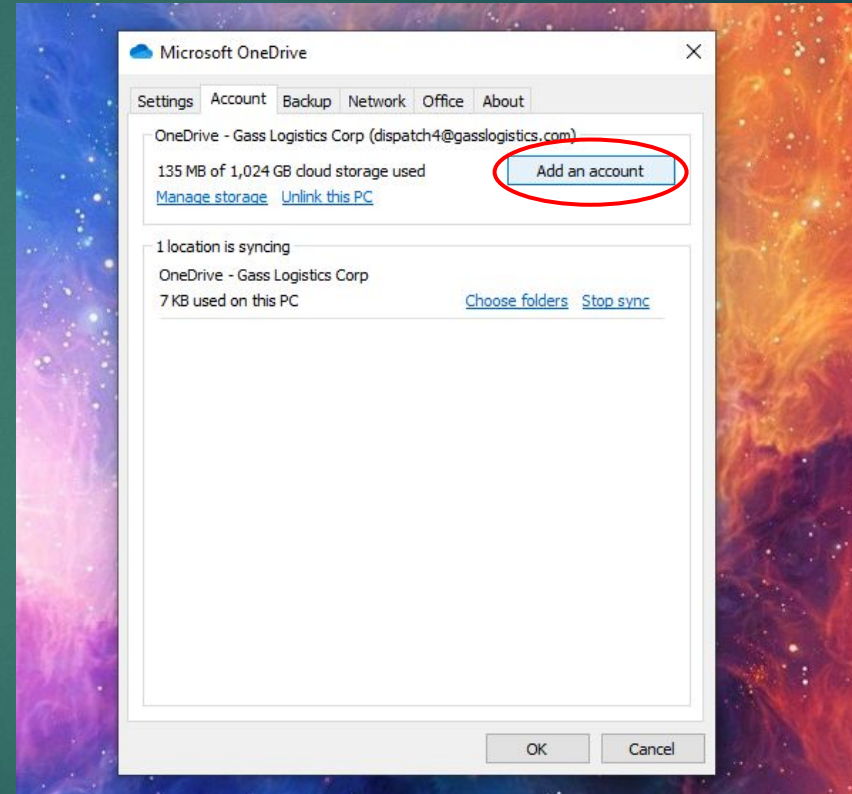 Microsoft OneDrive
Settings Account Backup Network Office About
OneDrive - Gass Logistics Corp (dispatch4@gasslogistics.com)
135 MB of 1,024 GB cloud storage used Add an account
Manage storage Unlink this PC
1 location is syncing
OneDrive - Gass Logistics Corp
7 KB used on this PC Choose folders Stop sync
OK Cancel